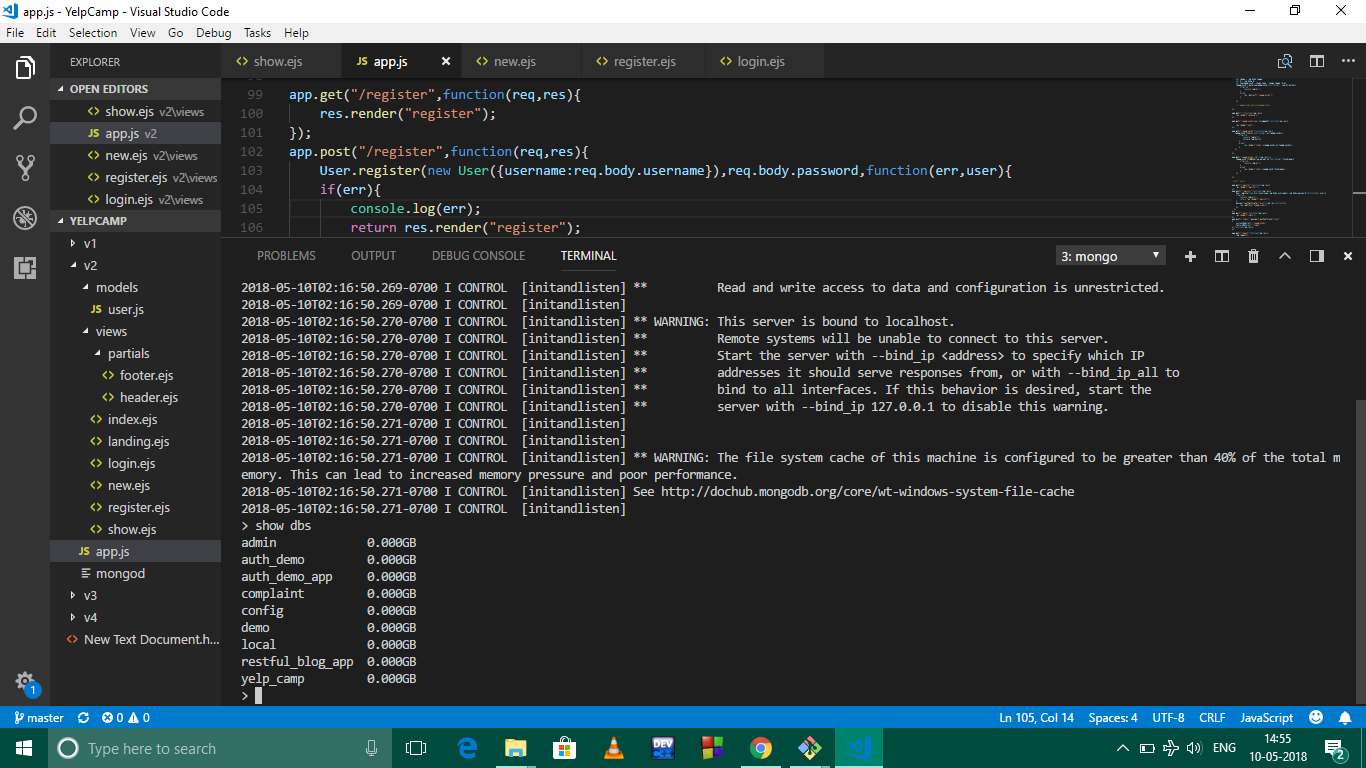 app.js - YelpCamp - Visual Studio Code
File Edit Selection View Go Debug Tasks Help
EXPLORER
OPEN EDITORS
show.ejs v2\views
app.js v2
new.ejs v2\views
register.ejs v2\views
login.ejs v2\views
YELPCAMP
v1
v2
models
user.js
views
partials
footer.ejs
header.ejs
index.ejs
landing.ejs
login.ejs
new.ejs
register.ejs
show.ejs
app.js
mongod
v3
v4
New Text Document.h...
show.ejs app.js new.ejs register.ejs login.ejs
99 app.get("/register",function(req,res){
100 res.render("register");
101 });
102 app.post("/register",function(req,res){
103 User.register(new User({username:req.body.username}),req.body.password,function(err,user){
104 if(err){
105 console.log(err);
106 return res.render("register");
PROBLEMS OUTPUT DEBUG CONSOLE TERMINAL 3: mongo
2018-05-10T02:16:50.269-0700 I CONTROL [initandlisten] ** Read and write access to data and configuration is unrestricted.
2018-05-10T02:16:50.269-0700 I CONTROL [initandlisten]
2018-05-10T02:16:50.270-0700 I CONTROL [initandlisten] ** WARNING: This server is bound to localhost.
2018-05-10T02:16:50.270-0700 I CONTROL [initandlisten] ** Remote systems will be unable to connect to this server.
2018-05-10T02:16:50.270-0700 I CONTROL [initandlisten] ** Start the server with --bind_ip <address> to specify which IP
2018-05-10T02:16:50.270-0700 I CONTROL [initandlisten] ** addresses it should serve responses from, or with --bind_ip_all to
2018-05-10T02:16:50.270-0700 I CONTROL [initandlisten] ** bind to all interfaces. If this behavior is desired, start the
2018-05-10T02:16:50.270-0700 I CONTROL [initandlisten] ** server with --bind_ip 127.0.0.1 to disable this warning.
2018-05-10T02:16:50.271-0700 I CONTROL [initandlisten]
2018-05-10T02:16:50.271-0700 I CONTROL [initandlisten]
2018-05-10T02:16:50.271-0700 I CONTROL [initandlisten] ** WARNING: The file system cache of this machine is configured to be greater than 40% of the total m
emory. This can lead to increased memory pressure and poor performance.
2018-05-10T02:16:50.271-0700 I CONTROL [initandlisten] See http://dochub.mongodb.org/core/wt-windows-system-file-cache
2018-05-10T02:16:50.271-0700 I CONTROL [initandlisten]
> show dbs
admin 0.000GB
auth_demo 0.000GB
auth_demo_app 0.000GB
complaint 0.000GB
config 0.000GB
demo 0.000GB
local 0.000GB
restful_blog_app 0.000GB
yelp_camp 0.000GB
>
1
master 0 0 Ln 105, Col 14 Spaces: 4 UTF-8 CRLF JavaScript
Type here to search DEV ENG 14:55
10-05-2018 2